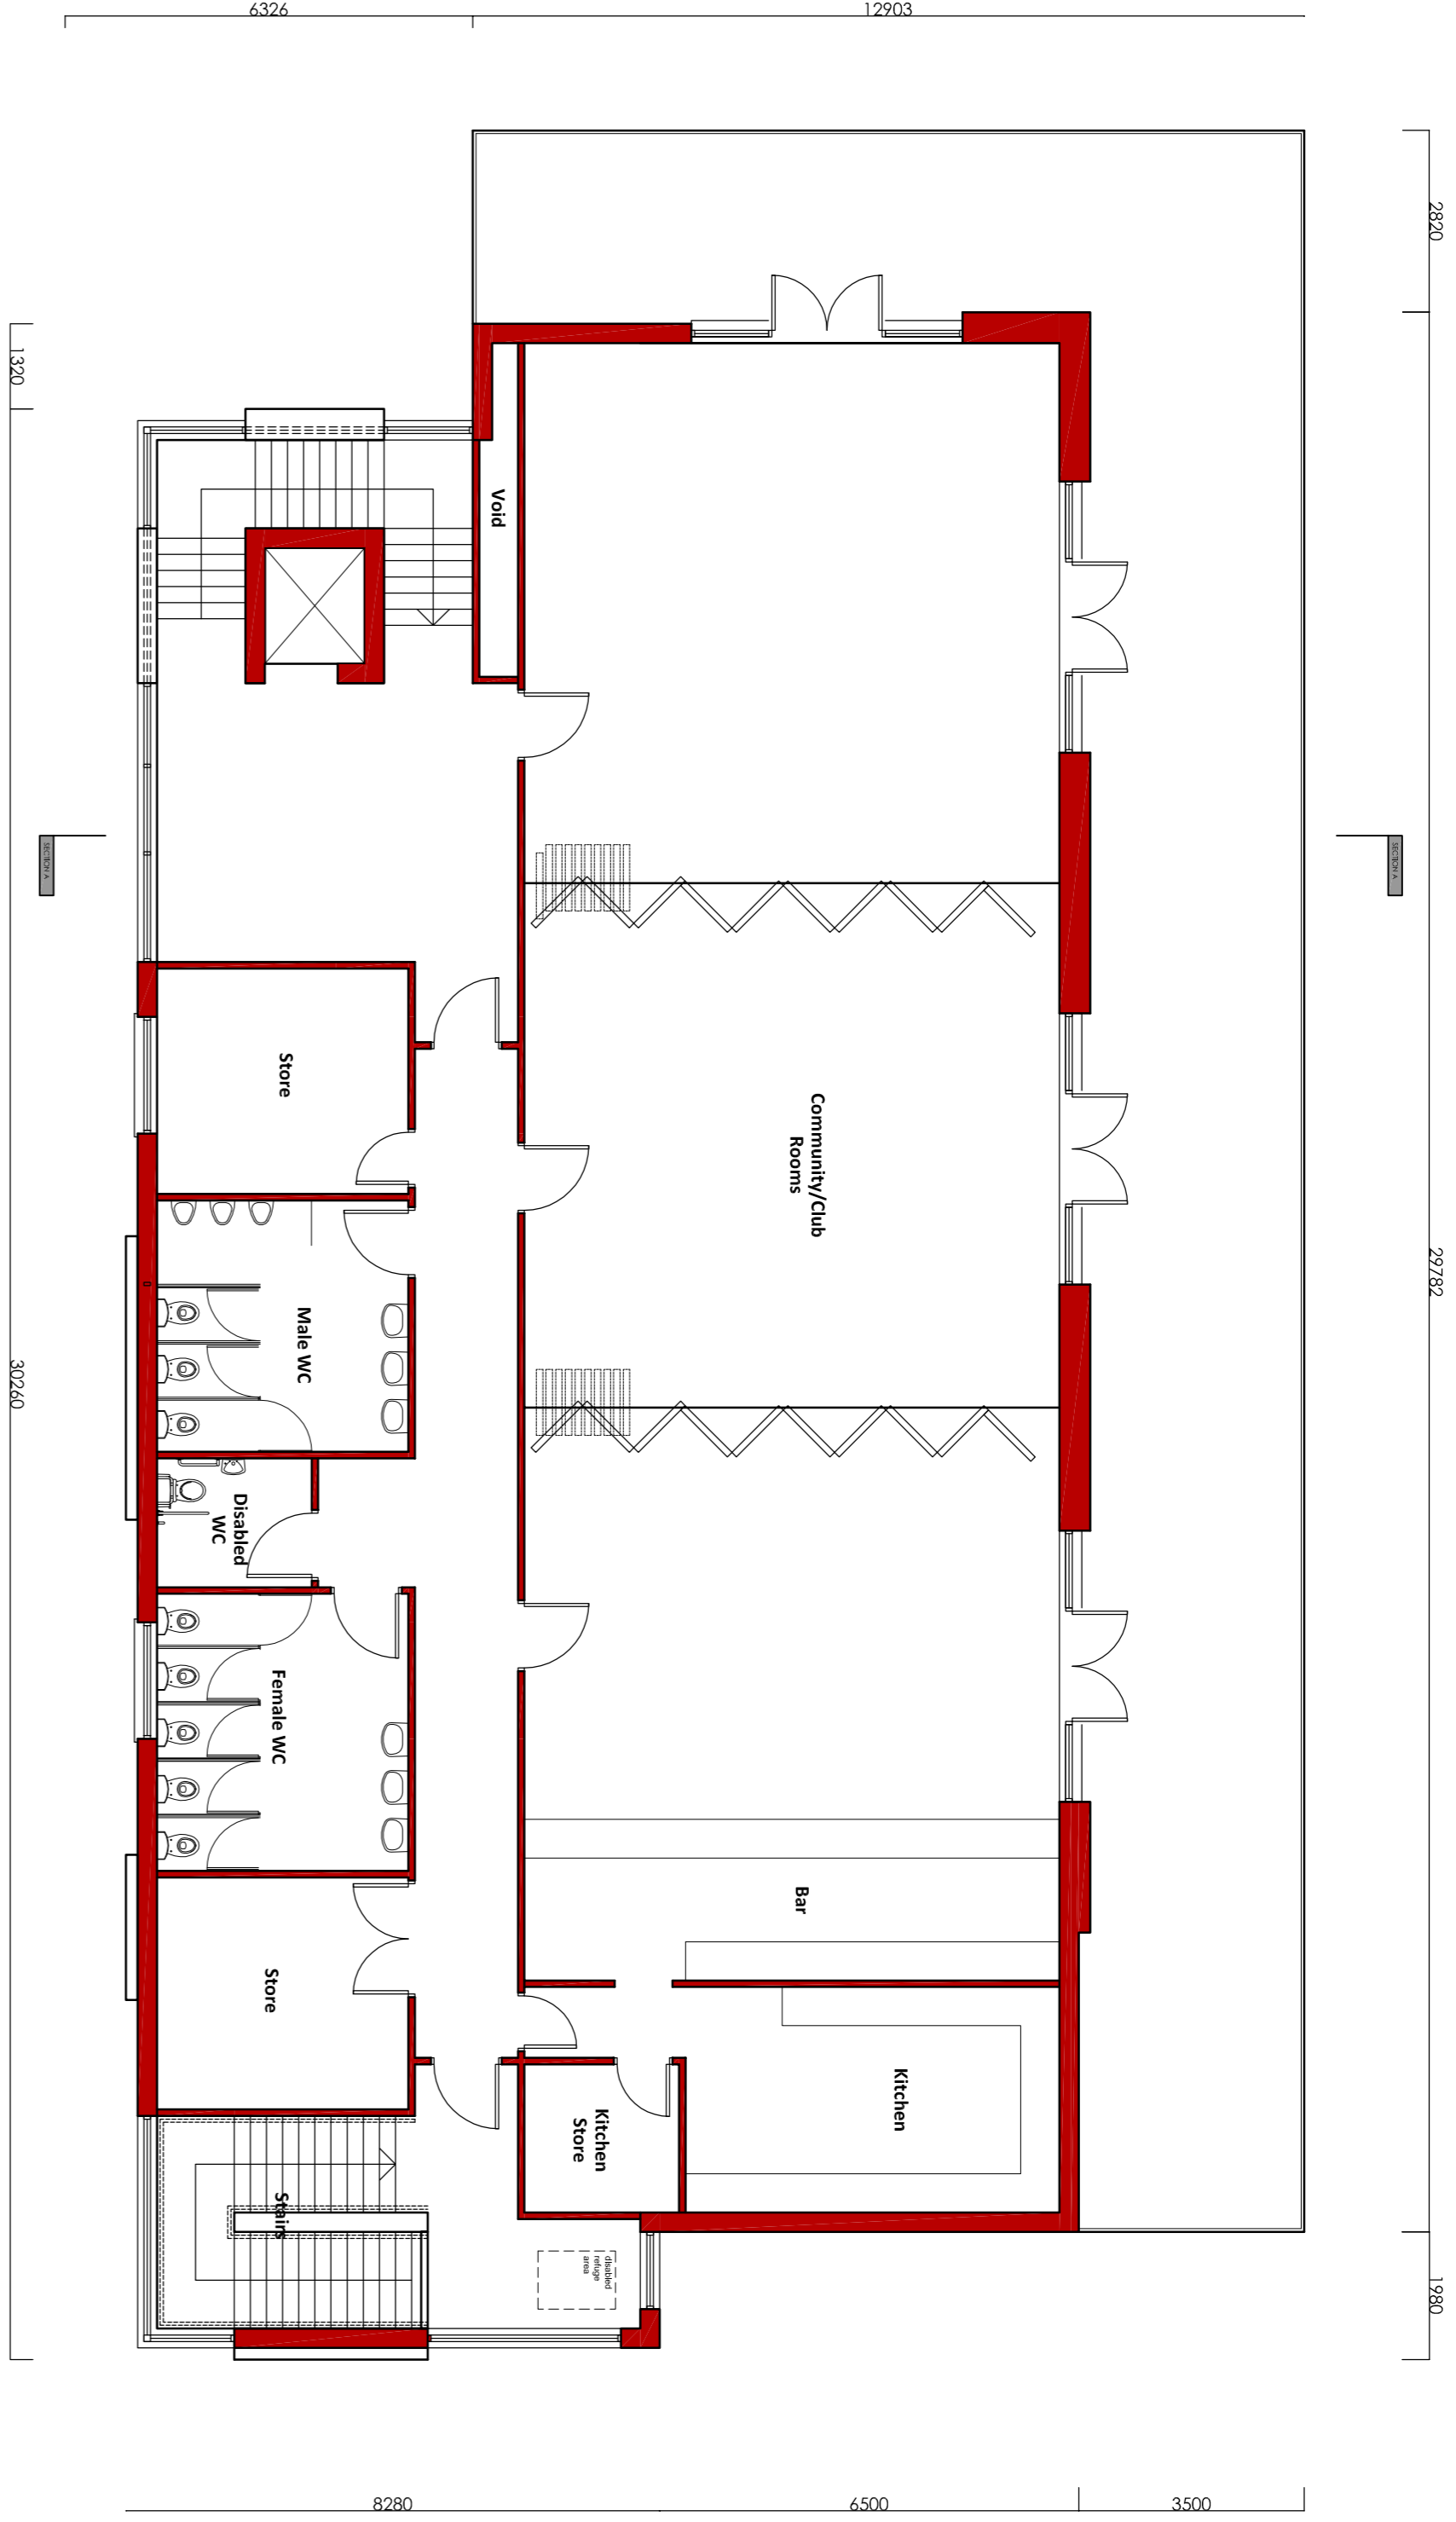 6326
12903
2820
1320
Void
SECTION A
SECTION A
Store
Community/Club
Rooms
29782
Male WC
30260
Disabled
WC
Female WC
Bar
Store
Kitchen
Kitchen
Store
Stairs
disabled
refuge
area
1980
8280
6500
3500